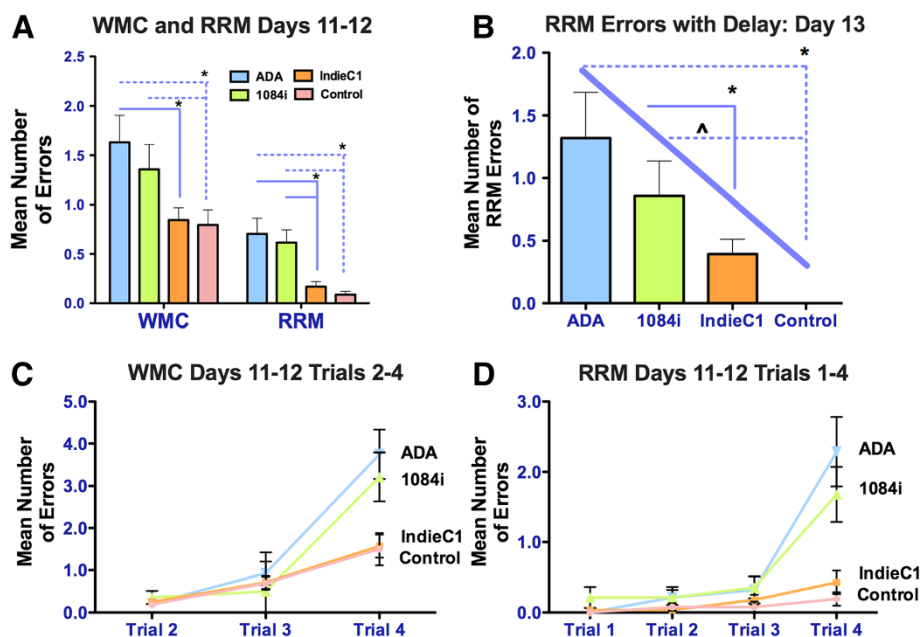 A
WMC and RRM Days 11-12
Mean Number
of Errors
2.5
2.0
1.5
1.0
0.5
0.0
ADA
IndieC1
1084i
Control
*
*
*
*
WMC
RRM
B
RRM Errors with Delay: Day 13
Mean Number of
RRM Errors
2.0
1.5
1.0
0.5
0.0
*
*
^
ADA
1084i
IndieC1
Control
C
WMC Days 11-12 Trials 2-4
Mean Number
of Errors
5.0
4.0
3.0
2.0
1.0
0.0
ADA
1084i
IndieC1
Control
Trial 2
Trial 3
Trial 4
D
RRM Days 11-12 Trials 1-4
Mean Number
of Errors
3.0
2.0
1.0
0.0
ADA
1084i
IndieC1
Control
Trial 1
Trial 2
Trial 3
Trial 4